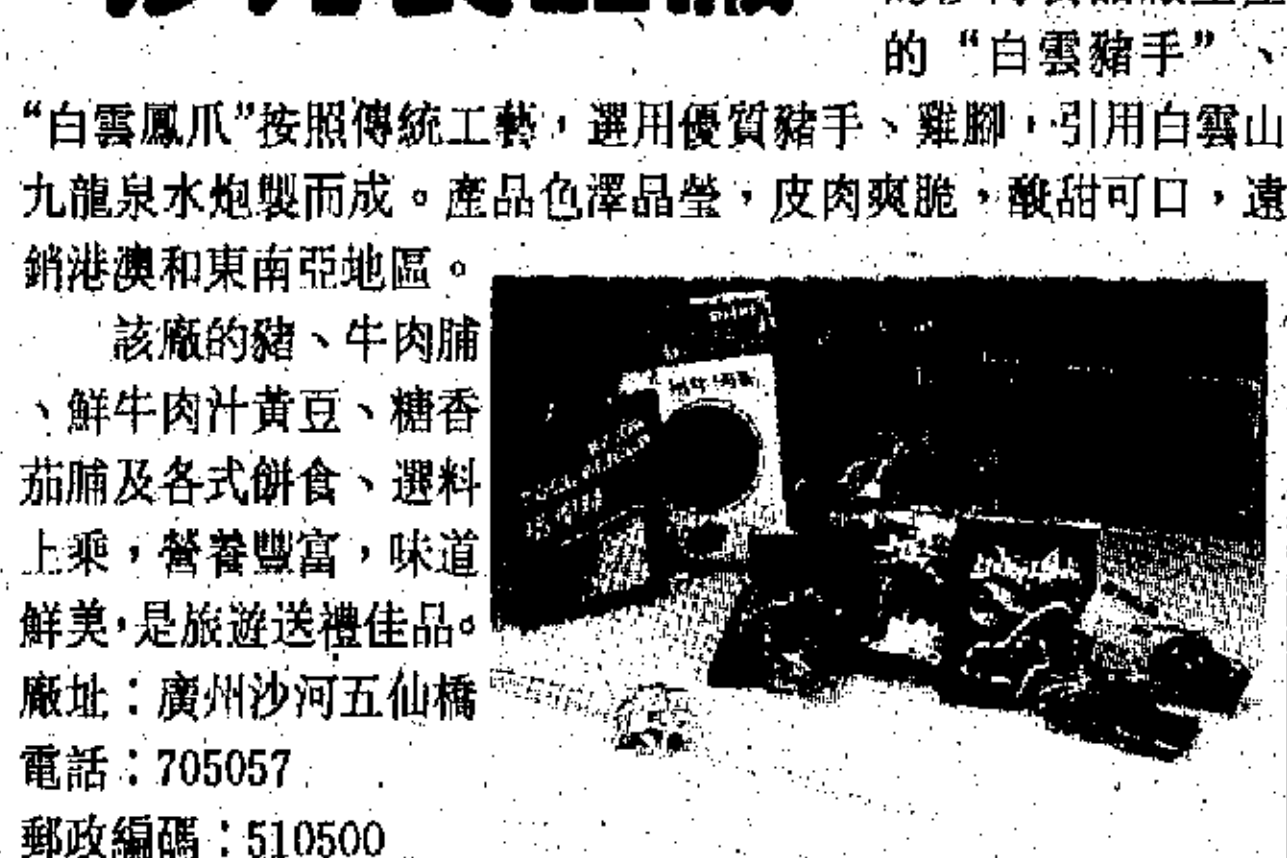 的“白雲豬手”、
“白雲鳳爪”按照傳統工藝，選用優質豬手、雞腳，引用白雲山
九龍泉水炮製而成。產品色澤晶瑩，皮肉爽脆，酸甜可口，遠
銷港澳和東南亞地區。
該廠的豬、牛肉脯
、鮮牛肉汁黃豆、糖香
茄脯及各式餅食、選料
上乘，營養豐富，味道
鮮美，是旅遊送禮佳品。
廠址：廣州沙河五仙橋
電話：705057
郵政編碼：510500